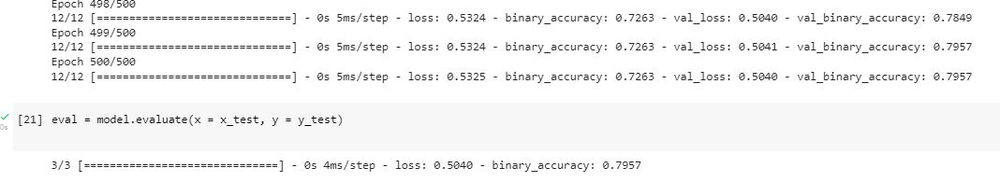 Epoch 498/500
12/12 [==============================] - 0s 5ms/step - loss: 0.5324 - binary_accuracy: 0.7263 - val_loss: 0.5040 - val_binary_accuracy: 0.7849
Epoch 499/500
12/12 [==============================] - 0s 5ms/step - loss: 0.5324 - binary_accuracy: 0.7263 - val_loss: 0.5041 - val_binary_accuracy: 0.7957
Epoch 500/500
12/12 [==============================] - 0s 5ms/step - loss: 0.5325 - binary_accuracy: 0.7263 - val_loss: 0.5040 - val_binary_accuracy: 0.7957
[21] eval = model.evaluate(x = x_test, y = y_test)
0s
3/3 [==============================] - 0s 4ms/step - loss: 0.5040 - binary_accuracy: 0.7957